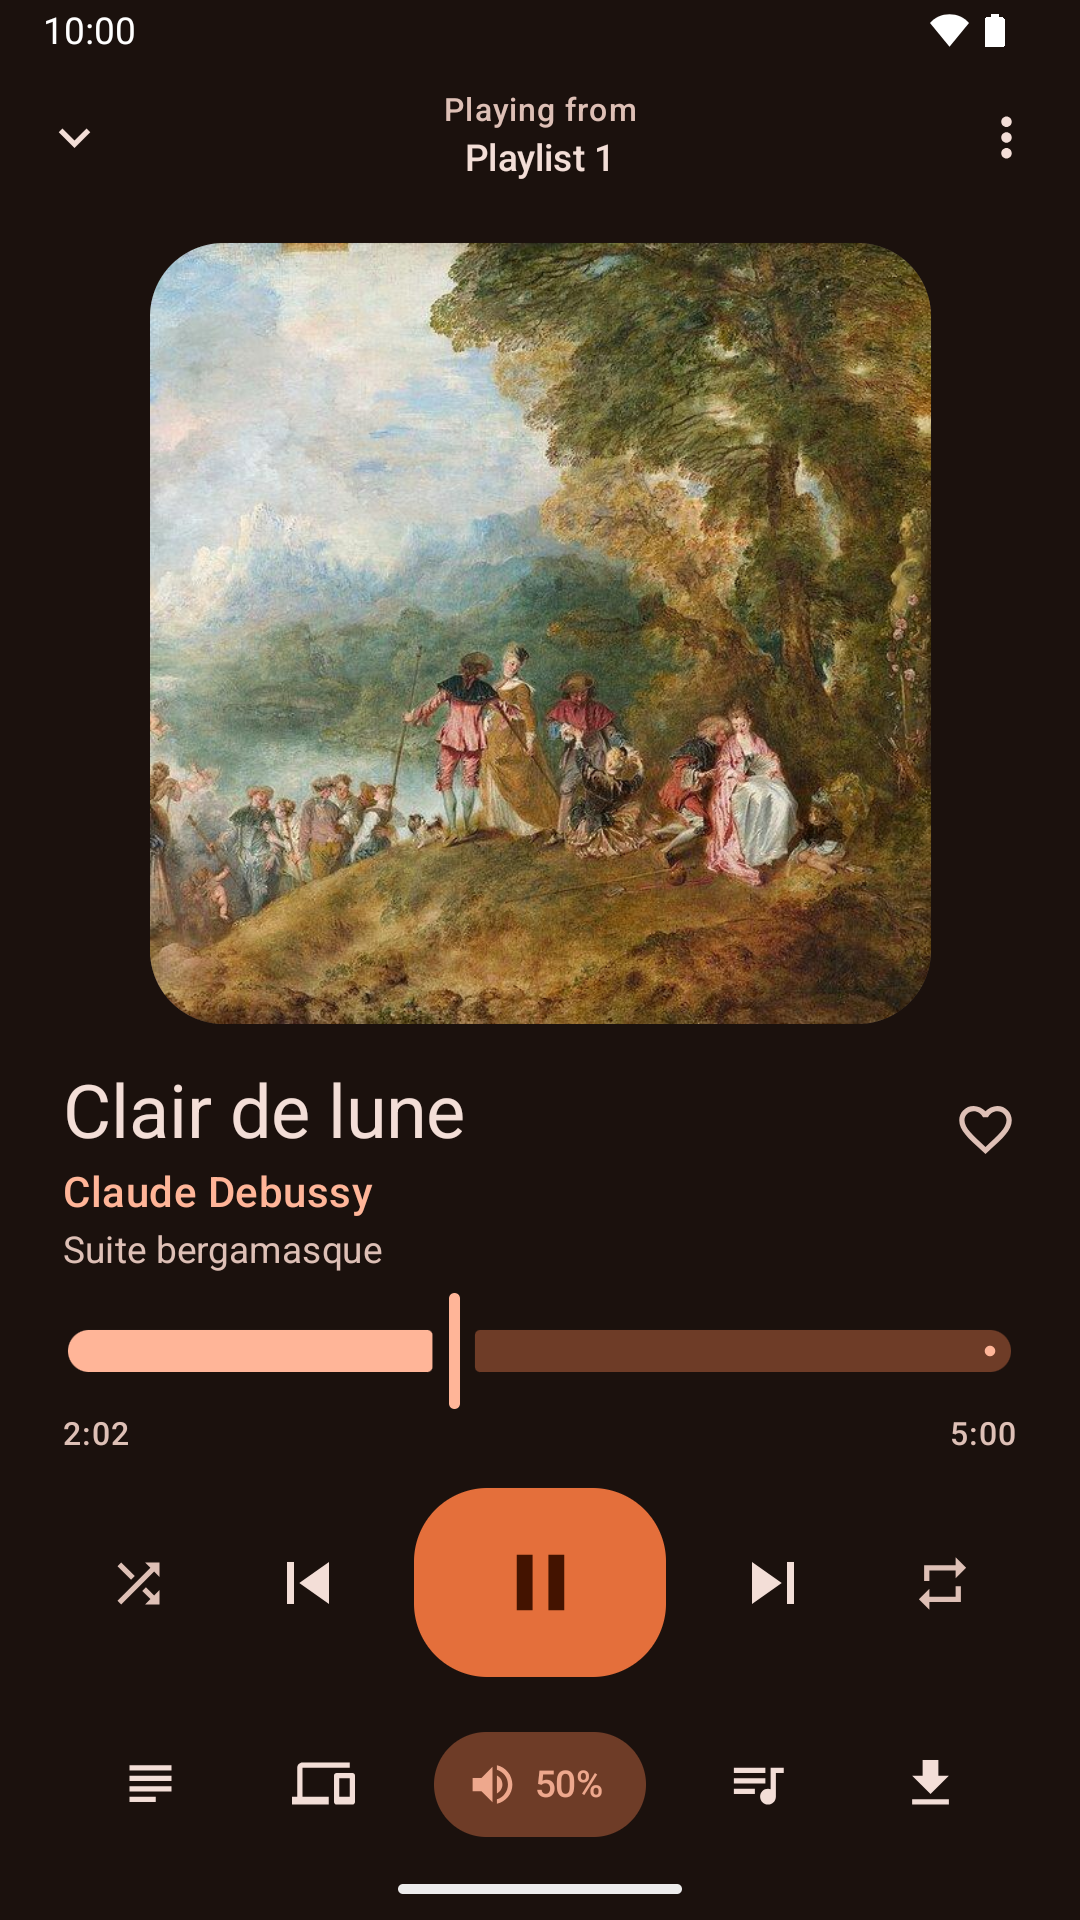 10:00
Playing from
Playlist 1
Clair de lune
Claude Debussy
Suite bergamasque
2:02
5:00
50%